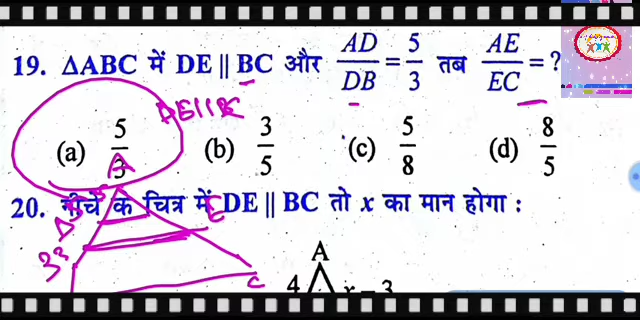 19. ΔABC में DE || BC और AD/DB = 5/3 तब AE/EC = ?
DE || BC
(a) 5/3 (b) 3/5 (c) 5/8 (d) 8/5
A
20. नीचे के चित्र में DE || BC तो x का मान होगा :
D E
3
C
A
4 x – 3